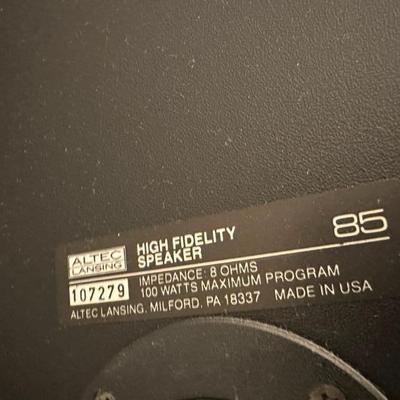 ALTEC
LANSING
HIGH FIDELITY
SPEAKER
85
107279
IMPEDANCE: 8 OHMS
100 WATTS MAXIMUM PROGRAM
ALTEC LANSING, MILFORD, PA 18337 MADE IN USA